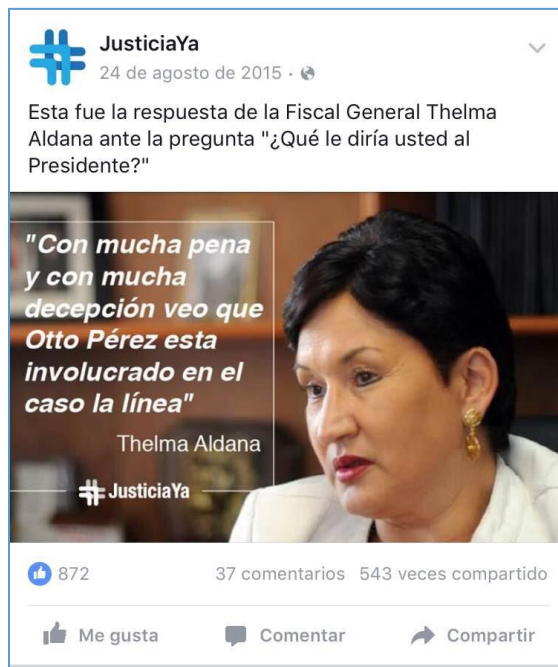 JusticiaYa
24 de agosto de 2015 ·
Esta fue la respuesta de la Fiscal General Thelma
Aldana ante la pregunta "¿Qué le diría usted al
Presidente?"
"Con mucha pena
y con mucha
decepción veo que
Otto Pérez esta
involucrado en el
caso la línea"
Thelma Aldana
JusticiaYa
872
37 comentarios 543 veces compartido
Me gusta
Comentar
Compartir